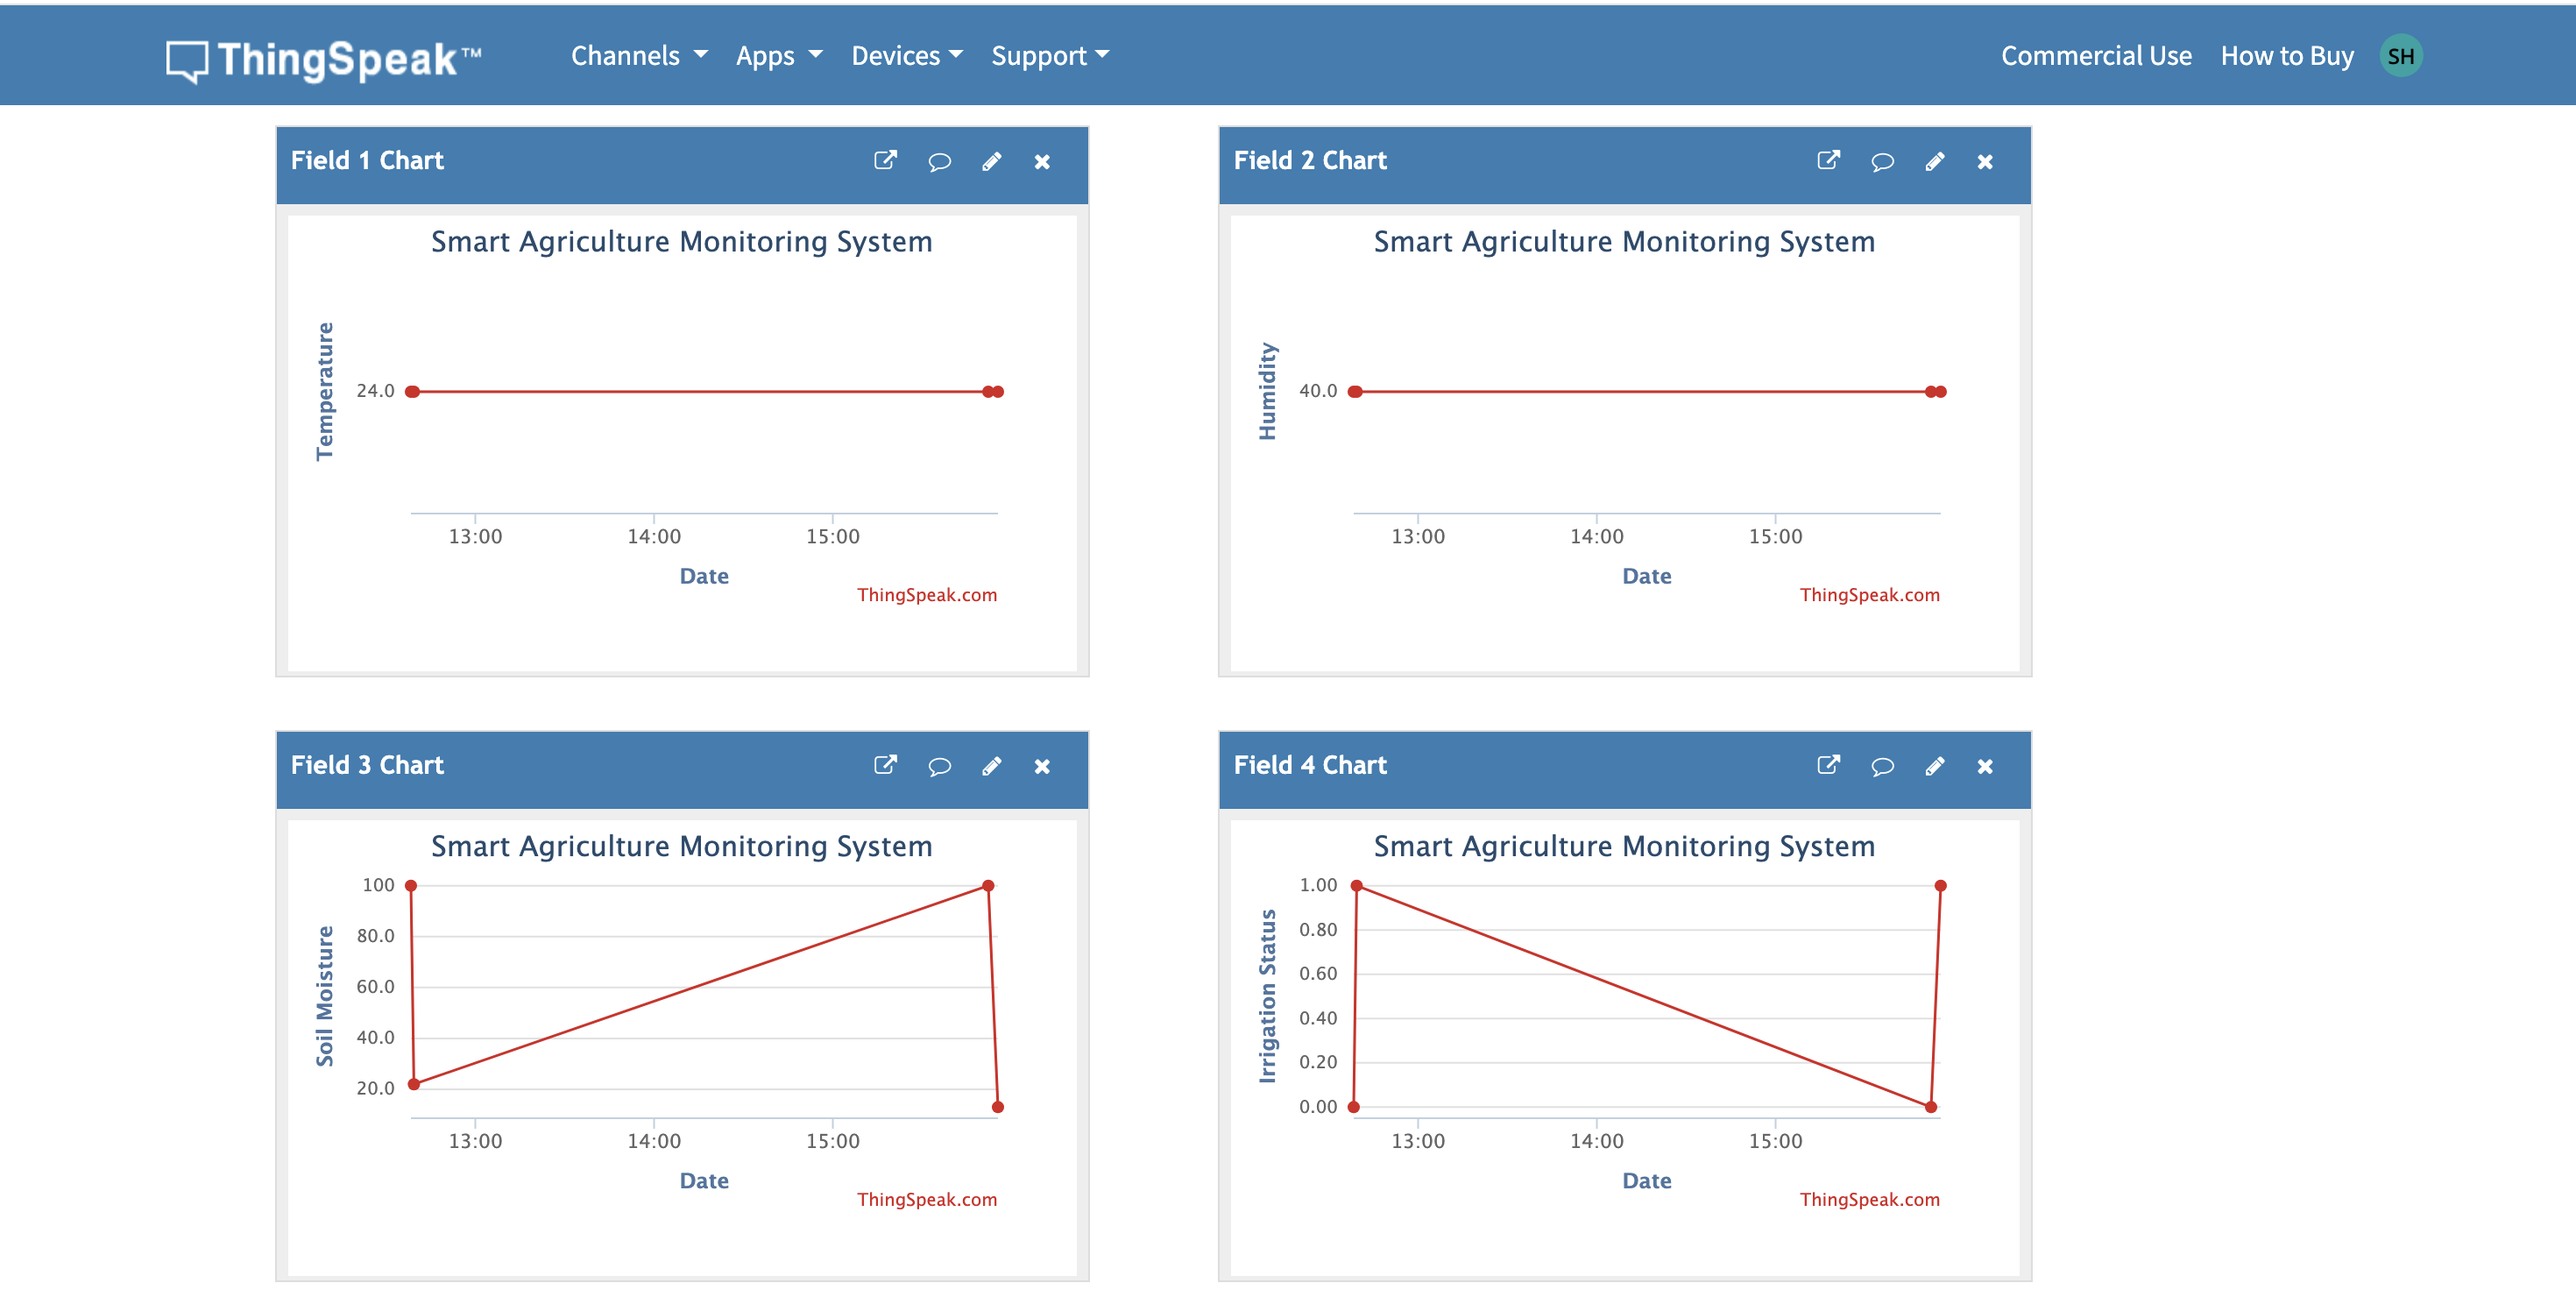 ThingSpeak™ Channels Apps Devices Support Commercial Use How to Buy SH
Field 1 Chart
Smart Agriculture Monitoring System
Temperature
24.0
13:00 14:00 15:00
Date
ThingSpeak.com
Field 2 Chart
Smart Agriculture Monitoring System
Humidity
40.0
13:00 14:00 15:00
Date
ThingSpeak.com
Field 3 Chart
Smart Agriculture Monitoring System
Soil Moisture
100
80.0
60.0
40.0
20.0
13:00 14:00 15:00
Date
ThingSpeak.com
Field 4 Chart
Smart Agriculture Monitoring System
Irrigation Status
1.00
0.80
0.60
0.40
0.20
0.00
13:00 14:00 15:00
Date
ThingSpeak.com